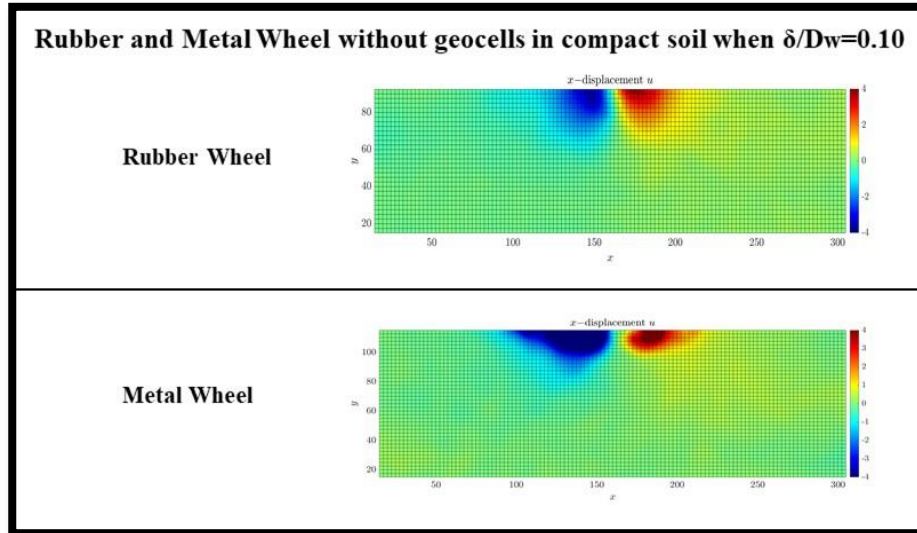 Rubber and Metal Wheel without geocells in compact soil when δ/Dw=0.10
x−displacement u
Rubber Wheel
y
80
60
40
20
4
2
0
-2
-4
50 100 150 200 250 300
x
x−displacement u
Metal Wheel
y
100
80
60
40
20
4
3
2
1
0
-1
-2
-3
-4
50 100 150 200 250 300
x